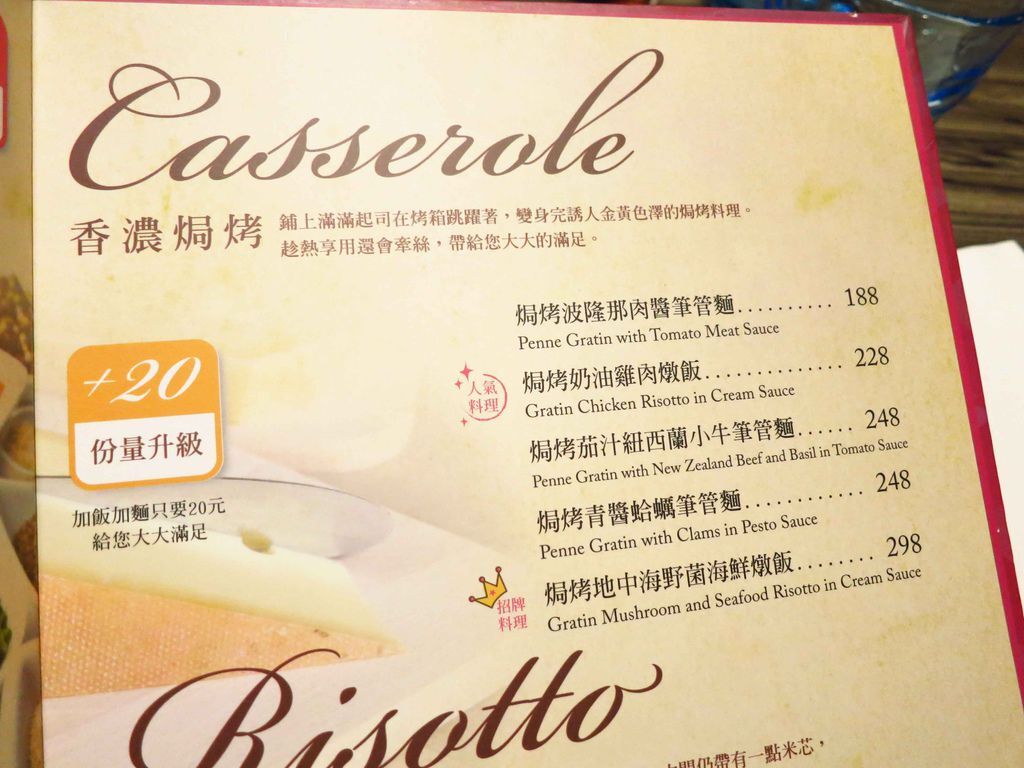 Casserole
香濃焗烤
鋪上滿滿起司在烤箱跳躍著，變身完誘人金黃色澤的焗烤料理。
趁熱享用還會牽絲，帶給您大大的滿足。
焗烤波隆那肉醬筆管麵.......... 188
Penne Gratin with Tomato Meat Sauce
人氣
料理
焗烤奶油雞肉燉飯.............. 228
Gratin Chicken Risotto in Cream Sauce
焗烤茄汁紐西蘭小牛筆管麵...... 248
Penne Gratin with New Zealand Beef and Basil in Tomato Sauce
焗烤青醬蛤蠣筆管麵............ 248
Penne Gratin with Clams in Pesto Sauce
招牌
料理
焗烤地中海野菌海鮮燉飯........ 298
Gratin Mushroom and Seafood Risotto in Cream Sauce
+20
份量升級
加飯加麵只要20元
給您大大滿足
Risotto
仍帶有一點米芯，